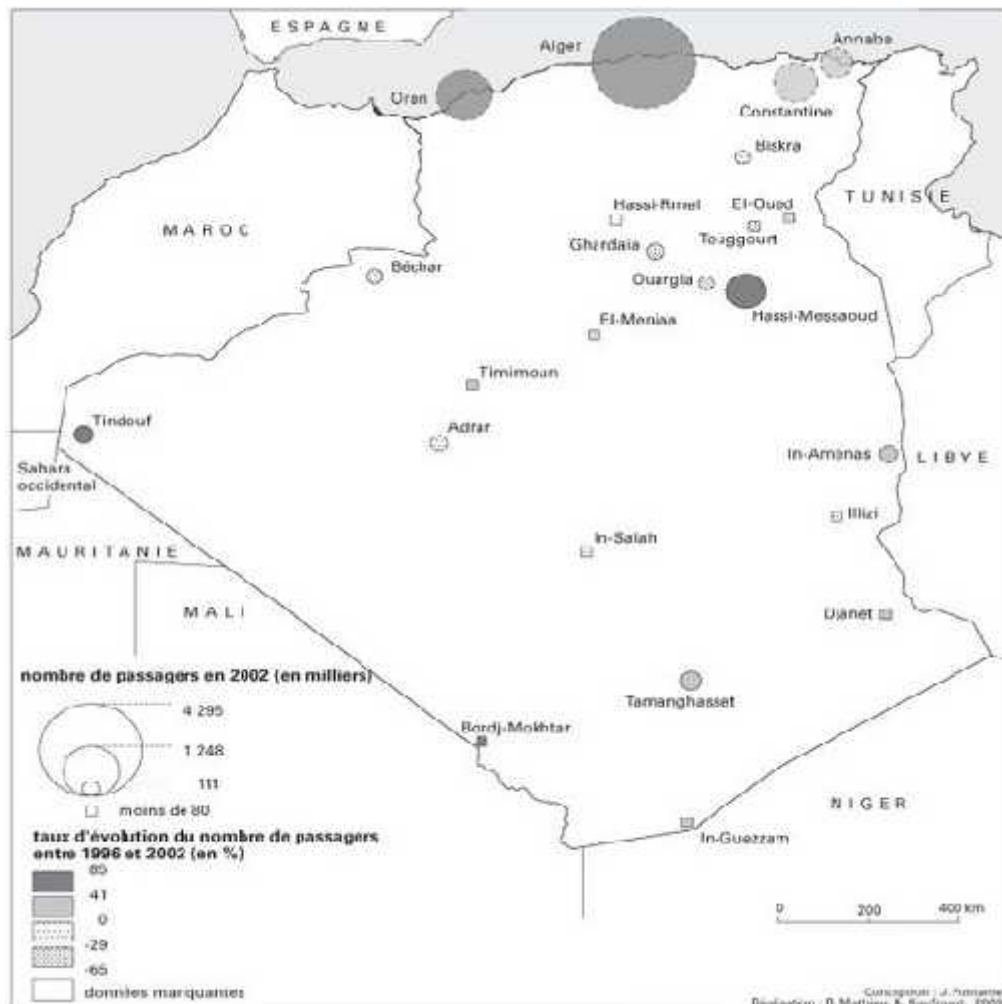 ESPAGNE
Alger
Annaba
Oran
Constantine
Biskra
Hassi-Rmel
El-Oued
TUNISIE
MAROC
Touggourt
Ghardaïa
Béchar
Ouargla
Hassi-Messaoud
El-Meniaa
Timimoun
Tindouf
Adrar
In-Amenas
LIBYE
Sahara
occidental
Illizi
MAURITANIE
In-Salah
MALI
Djanet
nombre de passagers en 2002 (en milliers)
Tamanghasset
4 295
Bordj-Mokhtar
1 248
111
moins de 80
NIGER
taux d'évolution du nombre de passagers
entre 1996 et 2002 (en %)
In-Guezzam
85
41
0
-29
-65
0 200 400 km
données manquantes